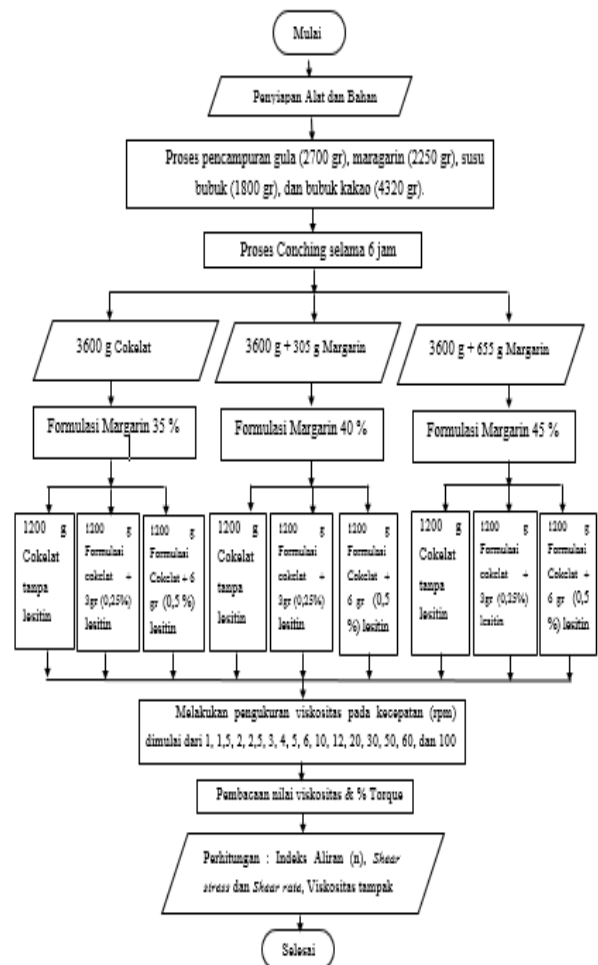 Mulai
Penyiapan Alat dan Bahan
Proses pencampuran gula (2700 gr), maragarin (2250 gr), susu
bubuk (1800 gr), dan bubuk kakao (4320 gr).
Proses Conching selama 6 jam
3600 g Cokelat
3600 g + 305 g Margarin
3600 g + 655 g Margarin
Formulasi Margarin 35 %
Formulasi Margarin 40 %
Formulasi Margarin 45 %
1200 g
Cokelat
tanpa
lesitin
1200 g
Formulasi
cokelat +
3gr (0,25%)
lesitin
1200 g
Formulasi
Cokelat + 6
gr (0,5 %)
lesitin
1200 g
Cokelat
tanpa
lesitin
1200 g
Formulasi
cokelat +
3gr (0,25%)
lesitin
1200 g
Formulasi
Cokelat +
6 gr (0,5
%) lesitin
1200 g
Cokelat
tanpa
lesitin
1200 g
Formulasi
cokelat +
3gr (0,25%)
lesitin
1200 g
Formulasi
Cokelat +
6 gr (0,5
%) lesitin
Melakukan pengukuran viskositas pada kecepatan (rpm)
dimulai dari 1, 1,5, 2, 2,5, 3, 4, 5, 6, 10, 12, 20, 30, 50, 60, dan 100
Pembacaan nilai viskositas & % Torque
Perhitungan : Indeks Aliran (n), Shear
stress dan Shear rate, Viskositas tampak
Selesai